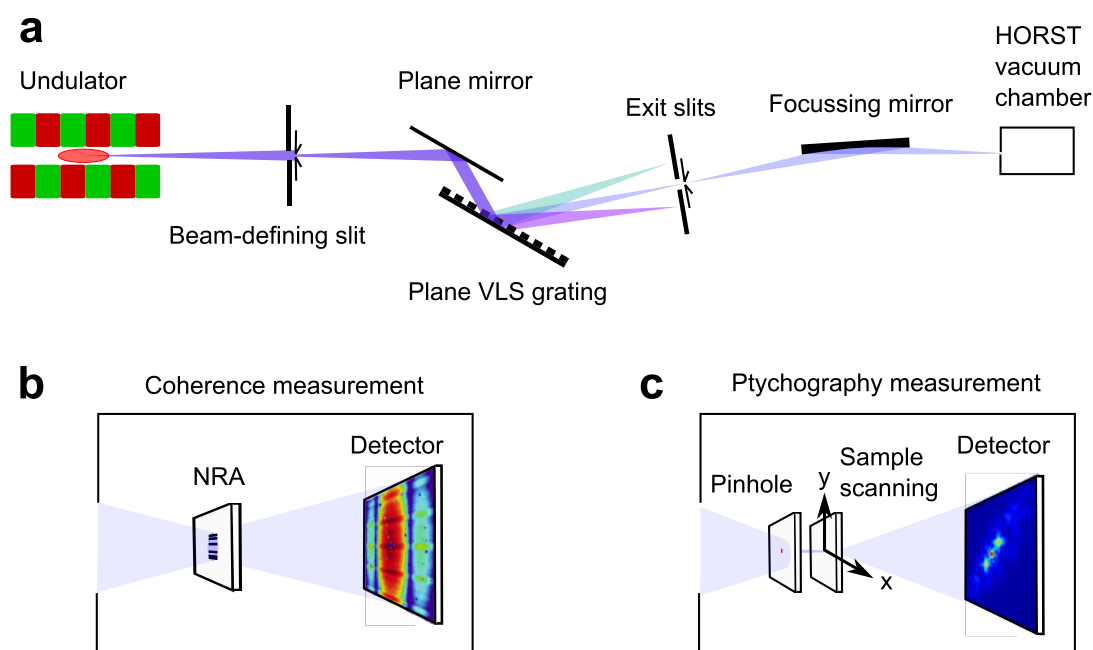 a
Undulator
Plane mirror
Exit slits
Focussing mirror
HORST
vacuum
chamber
Beam-defining slit
Plane VLS grating
b
Coherence measurement
NRA
Detector
c
Ptychography measurement
Pinhole
y
Sample
scanning
Detector
x